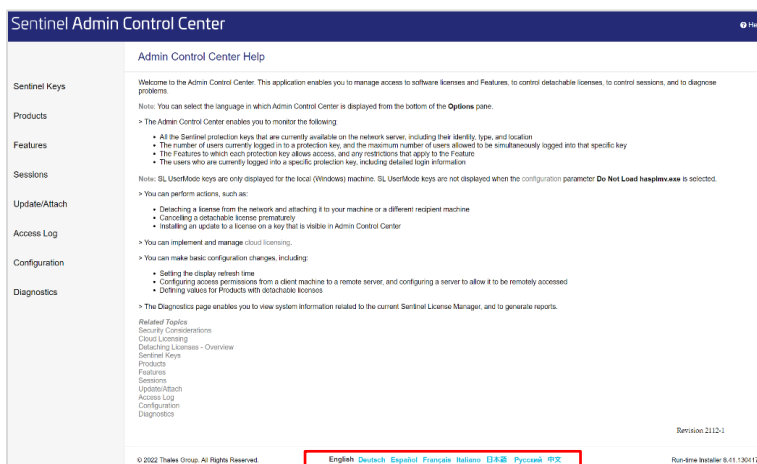 Sentinel Admin Control Center
Help
Admin Control Center Help
Sentinel Keys
Products
Features
Sessions
Update/Attach
Access Log
Configuration
Diagnostics
Welcome to the Admin Control Center. This application enables you to manage access to software licenses and Features, to control detachable licenses, to control sessions, and to diagnose
problems.
Note: You can select the language in which Admin Control Center is displayed from the bottom of the Options pane.
> The Admin Control Center enables you to monitor the following:
• All the Sentinel protection keys that are currently available on the network server, including their identity, type, and location
• The number of users currently logged in to a protection key, and the maximum number of users allowed to be simultaneously logged into that specific key
• The Features to which each protection key allows access, and any restrictions that apply to the Feature
• The users who are currently logged into a specific protection key, including detailed login information
Note: SL UserMode keys are only displayed for the local (Windows) machine. SL UserMode keys are not displayed when the configuration parameter Do Not Load hasplmv.exe is selected.
> You can perform actions, such as:
• Detaching a license from the network and attaching it to your machine or a different recipient machine
• Cancelling a detachable license prematurely
• Installing an update to a license on a key that is visible in Admin Control Center
> You can implement and manage cloud licensing.
> You can make basic configuration changes, including:
• Setting the display refresh time
• Configuring access permissions from a client machine to a remote server, and configuring a server to allow it to be remotely accessed
• Defining values for Products with detachable licenses
> The Diagnostics page enables you to view system information related to the current Sentinel License Manager, and to generate reports.
Related Topics
Security Considerations
Cloud Licensing
Detaching Licenses - Overview
Sentinel Keys
Products
Features
Sessions
Update/Attach
Access Log
Configuration
Diagnostics
Revision 2112-1
© 2022 Thales Group. All Rights Reserved.
English Deutsch Español Français Italiano 日本語 Русский 中文
Run-time Installer 8.41.130417